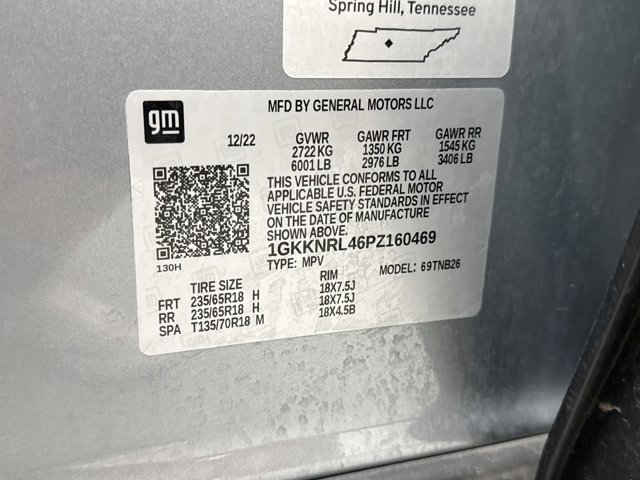 Spring Hill, Tennessee
gm
MFD BY GENERAL MOTORS LLC
12/22 GVWR GAWR FRT GAWR RR
2722 KG 1350 KG 1545 KG
6001 LB 2976 LB 3406 LB
THIS VEHICLE CONFORMS TO ALL
APPLICABLE U.S. FEDERAL MOTOR
VEHICLE SAFETY STANDARDS IN EFFECT
ON THE DATE OF MANUFACTURE
SHOWN ABOVE.
1GKKNRL46PZ160469
130H
TYPE: MPV MODEL: 69TNB26
TIRE SIZE RIM
FRT 235/65R18 H 18X7.5J
RR 235/65R18 H 18X7.5J
SPA T135/70R18 M 18X4.5B